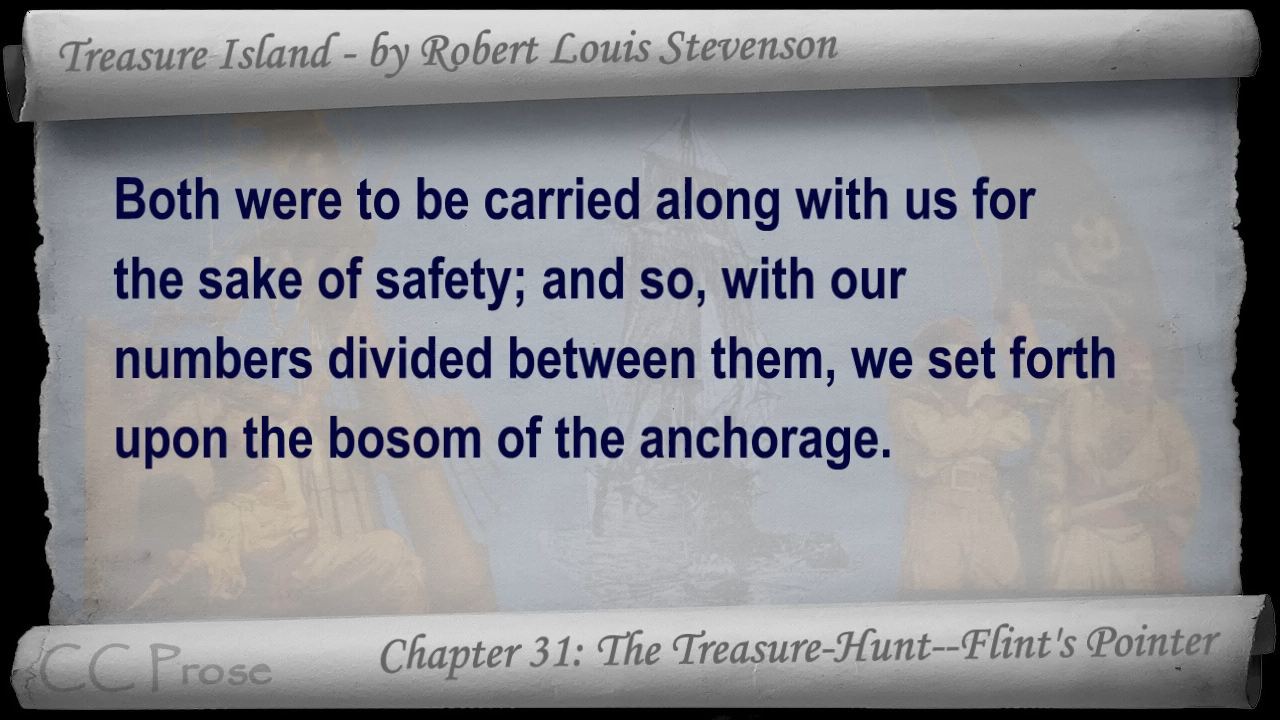 Treasure Island - by Robert Louis Stevenson
Both were to be carried along with us for
the sake of safety; and so, with our
numbers divided between them, we set forth
upon the bosom of the anchorage.
CC Prose
Chapter 31: The Treasure-Hunt--Flint's Pointer